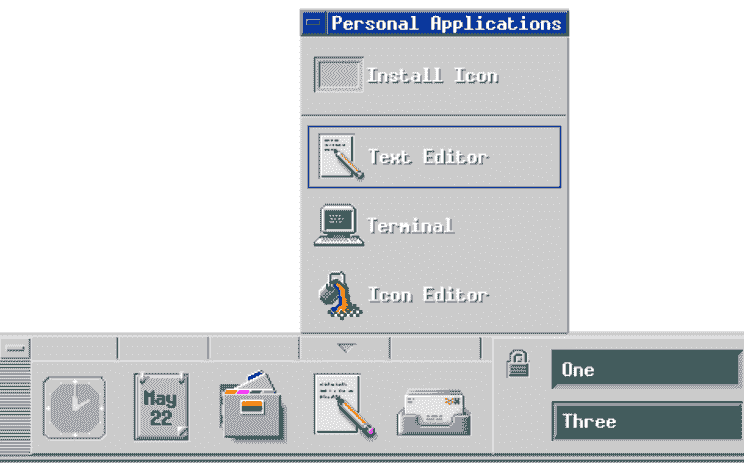 Personal Applications
Install Icon
Text Editor
Terminal
Icon Editor
One
May
22
Three